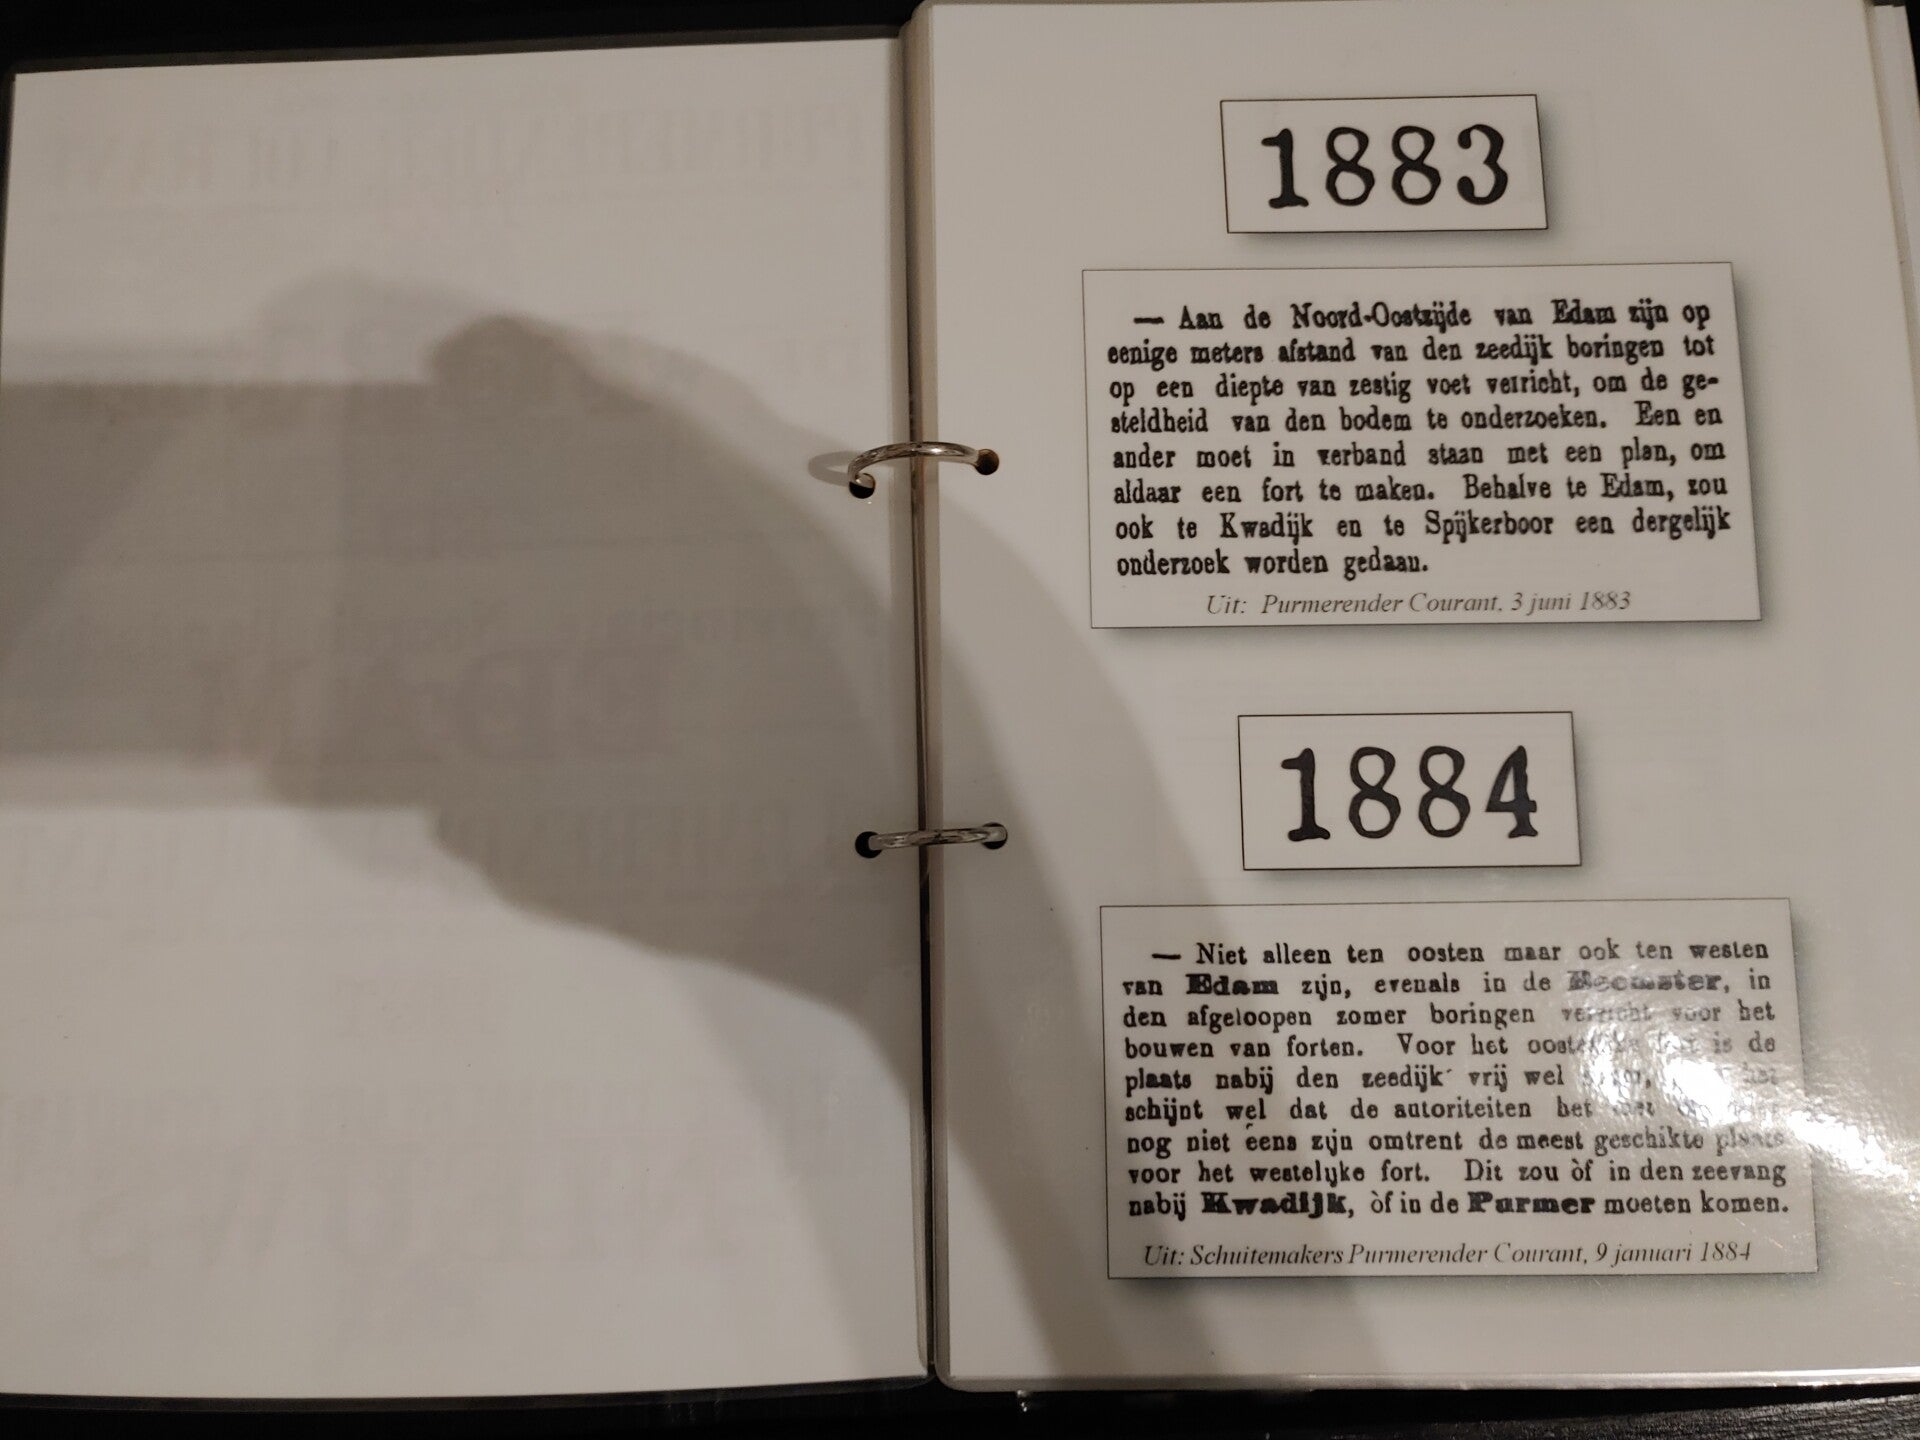 1883
— Aan de Noord-Oostzijde van Edam zijn op
eenige meters afstand van den zeedijk boringen tot
op een diepte van zestig voet verricht, om de ge-
steldheid van den bodem te onderzoeken. Een en
ander moet in verband staan met een plan, om
aldaar een fort te maken. Behalve te Edam, zou
ook te Kwadijk en te Spijkerboor een dergelijk
onderzoek worden gedaan.
Uit: Purmerender Courant, 3 juni 1883
1884
— Niet alleen ten oosten maar ook ten westen
van Edam zijn, evenals in de Beemster, in
den afgeloopen zomer boringen verricht voor het
bouwen van forten. Voor het is de
plaats nabij den zeedijk vrij wel
schijnt wel dat de autoriteiten het
nog niet éens zijn omtrent de meest geschikte plaats
voor het westelyke fort. Dit zou òf in den zeevang
nabij Kwadijk, òf in de Purmer moeten komen.
Uit: Schuitemakers Purmerender Courant, 9 januari 1884